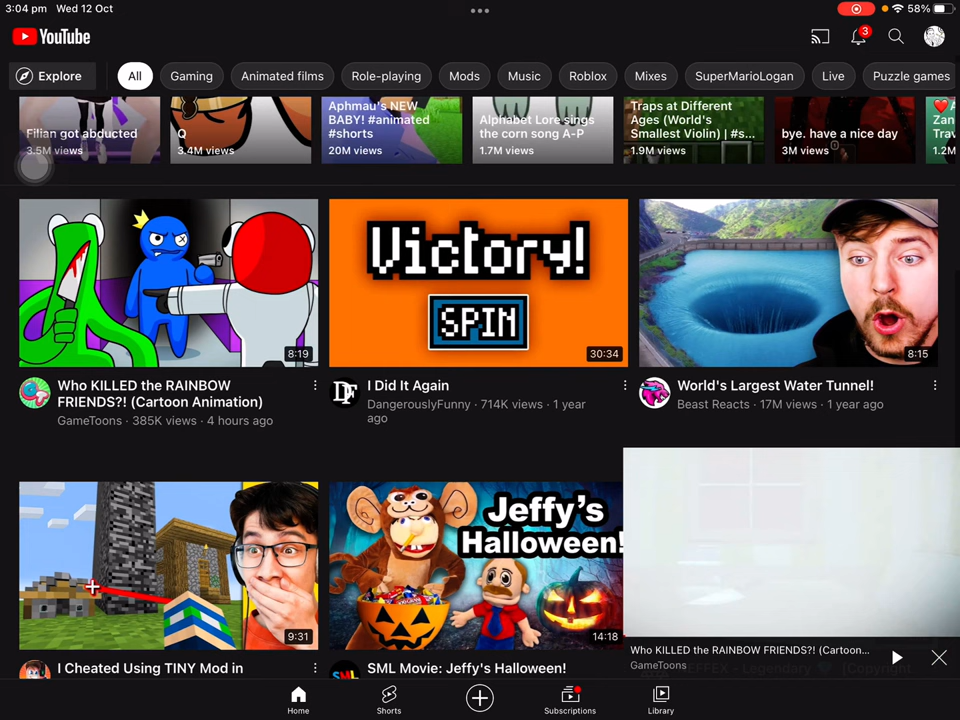 3:04 pm Wed 12 Oct
58%
YouTube
3
Explore
All
Gaming
Animated films
Role-playing
Mods
Music
Roblox
Mixes
SuperMarioLogan
Live
Puzzle games
Filian got abducted
3.5M views
Q
3.4M views
Aphmau's NEW
BABY! #animated
#shorts
20M views
Alphabet Lore sings
the corn song A-P
1.7M views
Traps at Different
Ages (World's
Smallest Violin) | #s...
1.9M views
bye. have a nice day
3M views
Zan
Trav
1.2M
8:19
Who KILLED the RAINBOW
FRIENDS?! (Cartoon Animation)
GameToons · 385K views · 4 hours ago
Victory!
SPIN
30:34
DF
I Did It Again
DangerouslyFunny · 714K views · 1 year
ago
8:15
World's Largest Water Tunnel!
Beast Reacts · 17M views · 1 year ago
9:31
I Cheated Using TINY Mod in
Jeffy's
Halloween!
14:18
SML
SML Movie: Jeffy's Halloween!
Who KILLED the RAINBOW FRIENDS?! (Cartoon...
GameToons
EFFEX - Legendary
Copyright
Home
Shorts
Subscriptions
Library